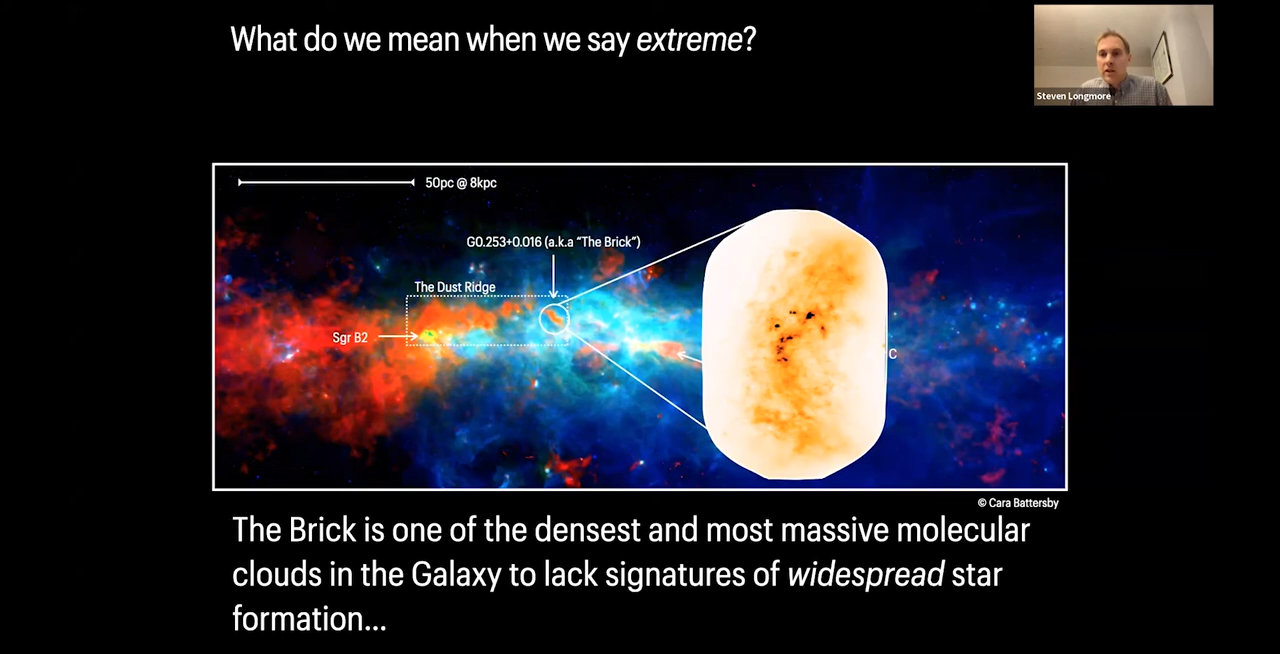 What do we mean when we say extreme?
Steven Longmore
50pc @ 8kpc
G0.253+0.016 (a.k.a “The Brick”)
The Dust Ridge
Sgr B2
C
© Cara Battersby
The Brick is one of the densest and most massive molecular
clouds in the Galaxy to lack signatures of widespread star
formation...